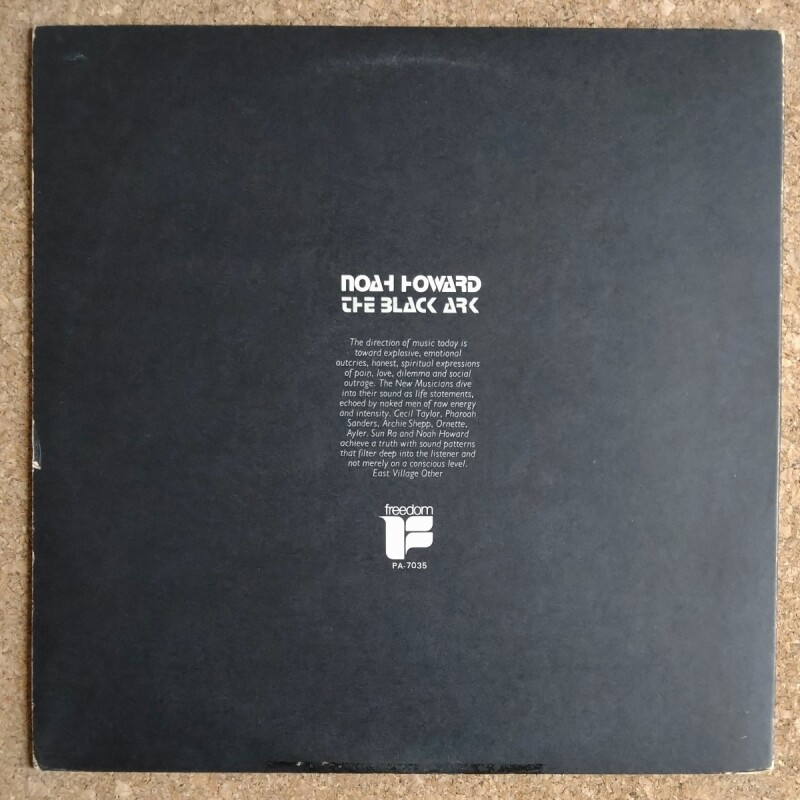 NOAH HOWARD
THE BLACK ARK
The direction of music today is
toward explosive, emotional
outcries, honest, spiritual expressions
of pain, love, dilemma and social
outrage. The New Musicians dive
into their sound as life statements,
echoed by naked men of raw energy
and intensity. Cecil Taylor, Pharoah
Sanders, Archie Shepp, Ornette,
Ayler, Sun Ra and Noah Howard
achieve a truth with sound patterns
that filter deep into the listener and
not merely on a conscious level.
East Village Other
freedom
F
PA-7035